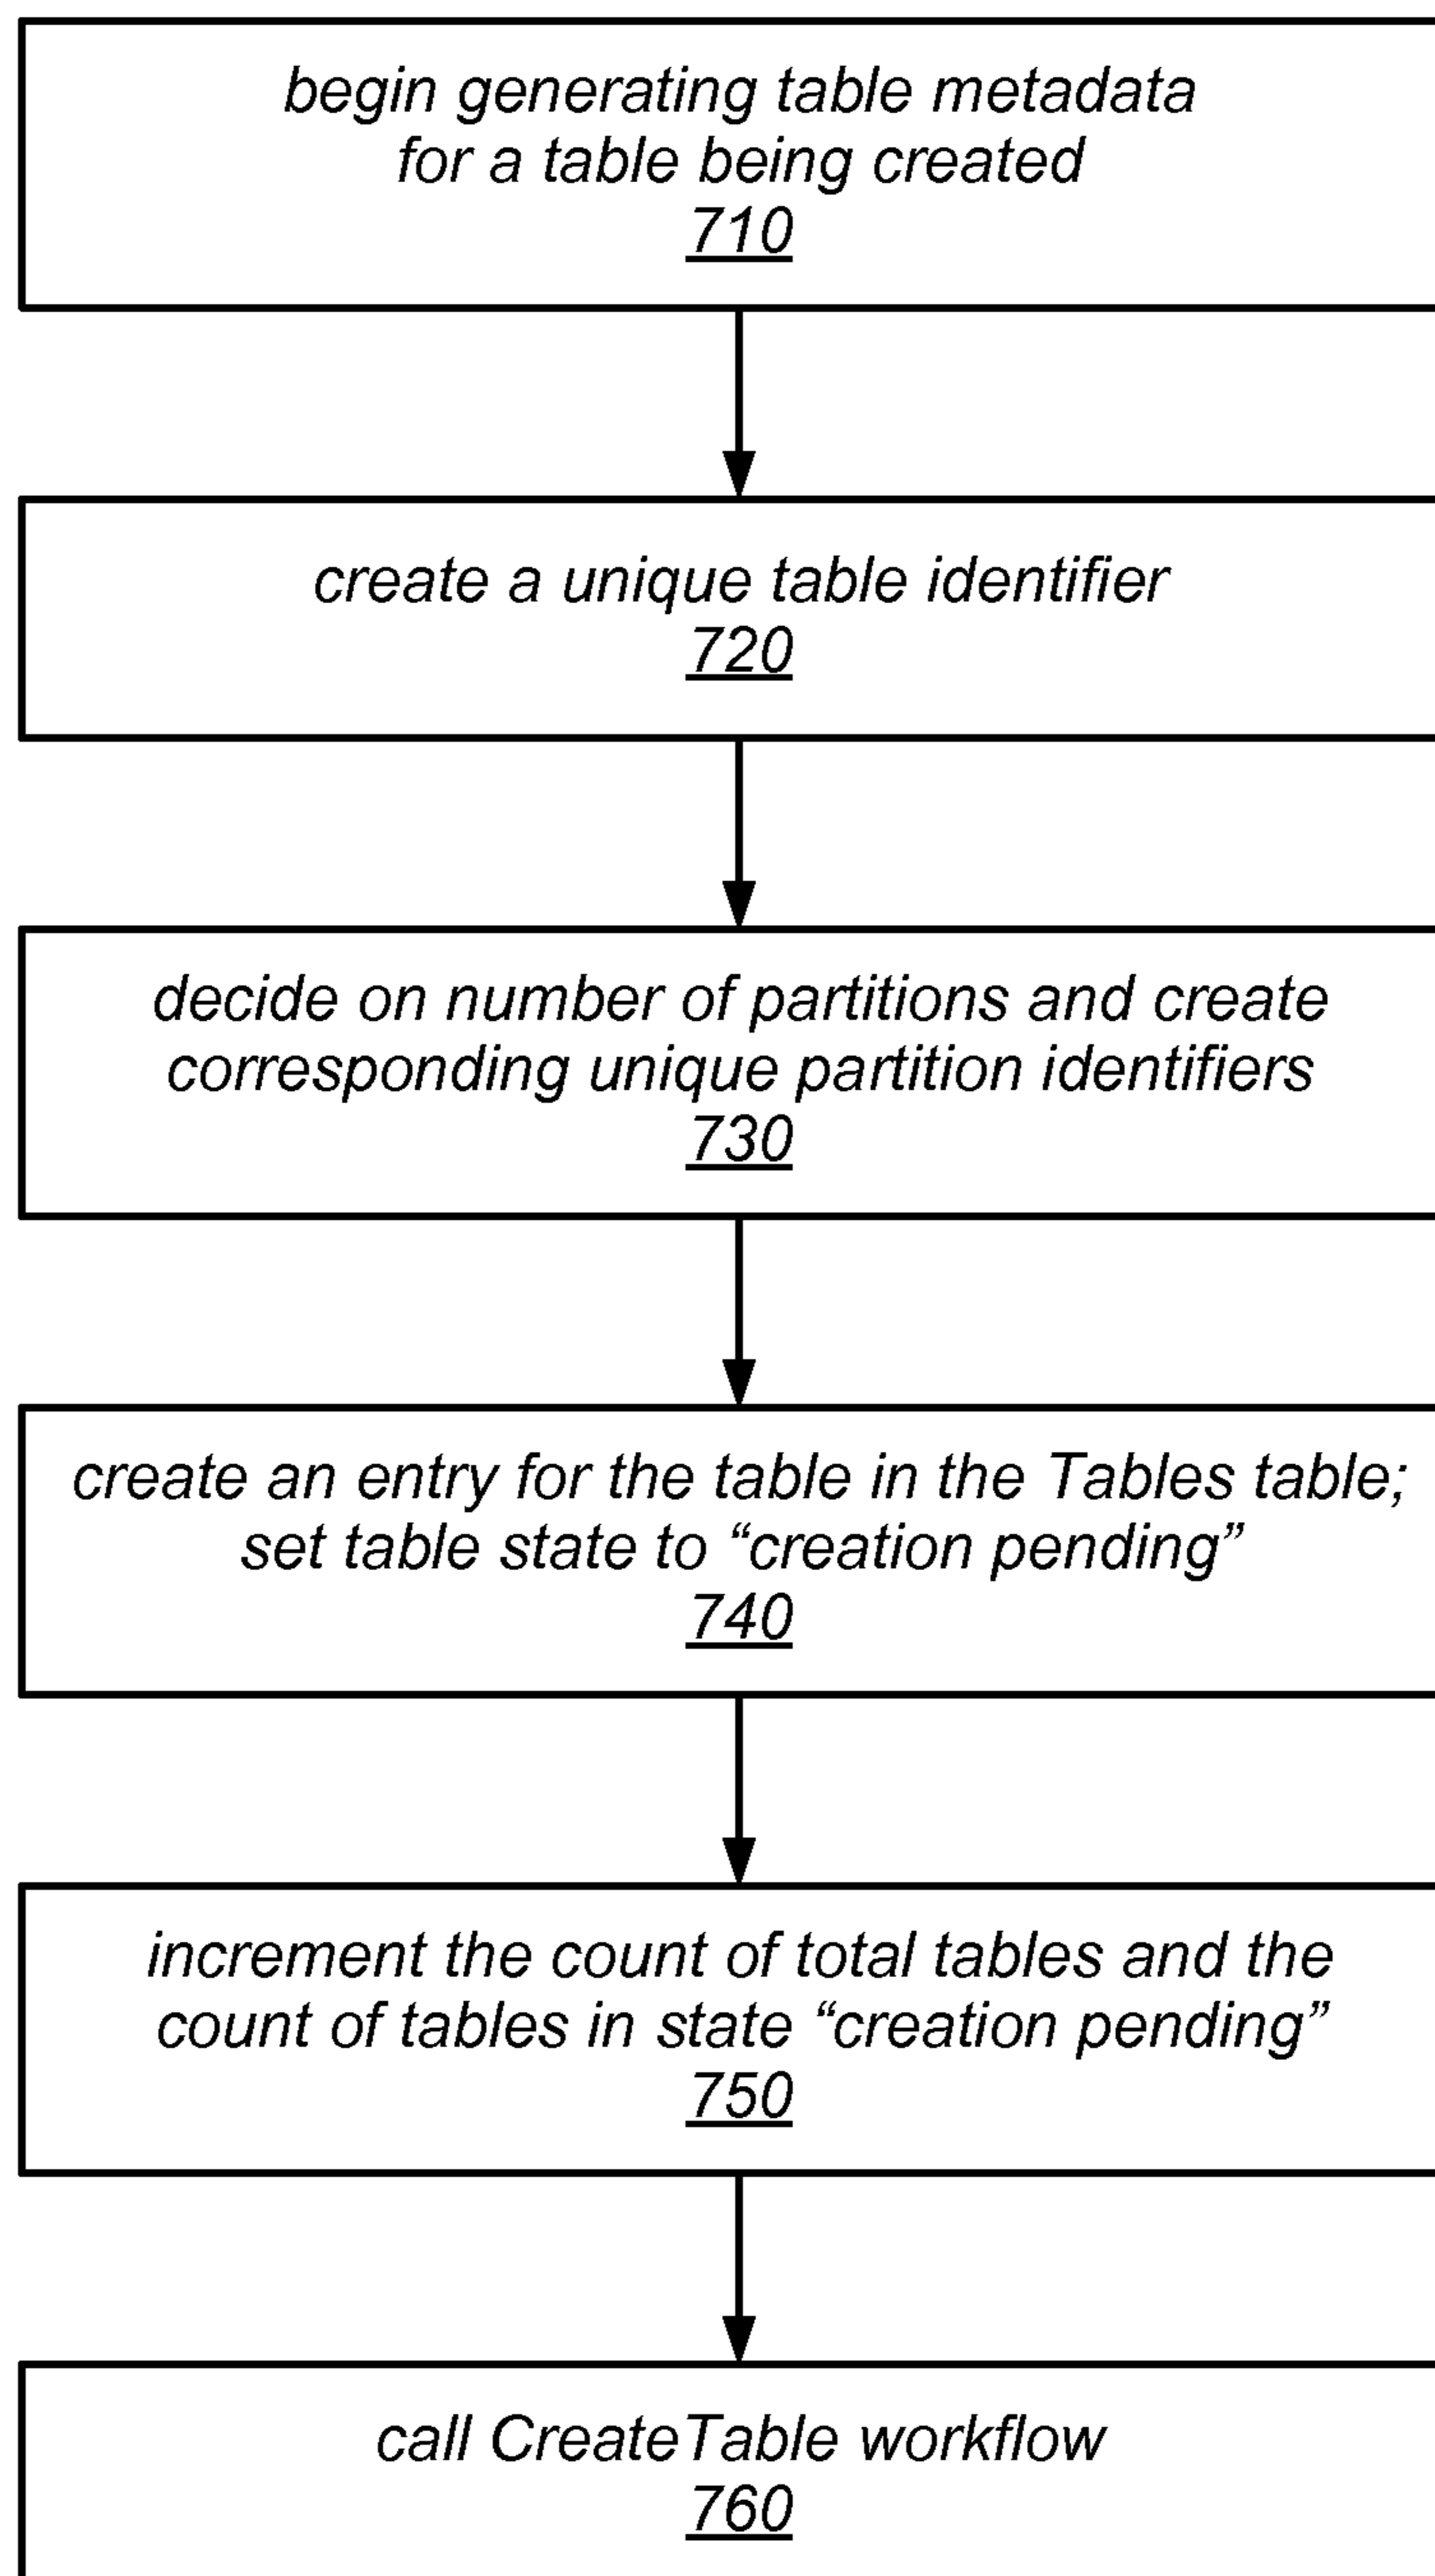 begin generating table metadata
for a table being created
710
create a unique table identifier
720
decide on number of partitions and create
corresponding unique partition identifiers
730
create an entry for the table in the Tables table;
set table state to “creation pending”
740
increment the count of total tables and the
count of tables in state “creation pending”
750
call CreateTable workflow
760